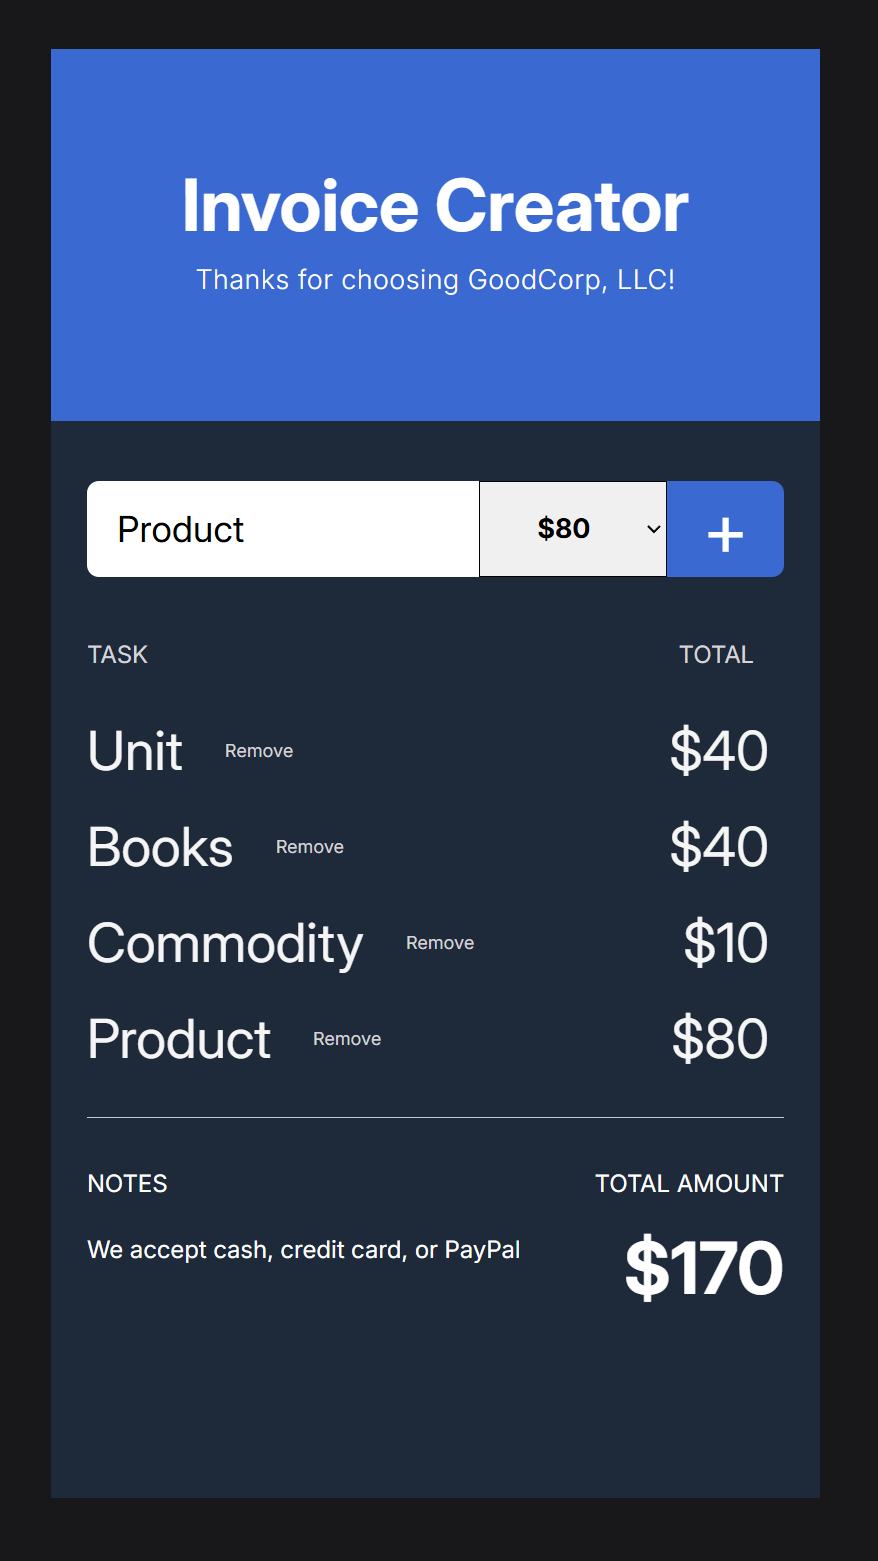 Invoice Creator
Thanks for choosing GoodCorp, LLC!
Product $80 +
TASK TOTAL
Unit Remove $40
Books Remove $40
Commodity Remove $10
Product Remove $80
NOTES TOTAL AMOUNT
We accept cash, credit card, or PayPal $170